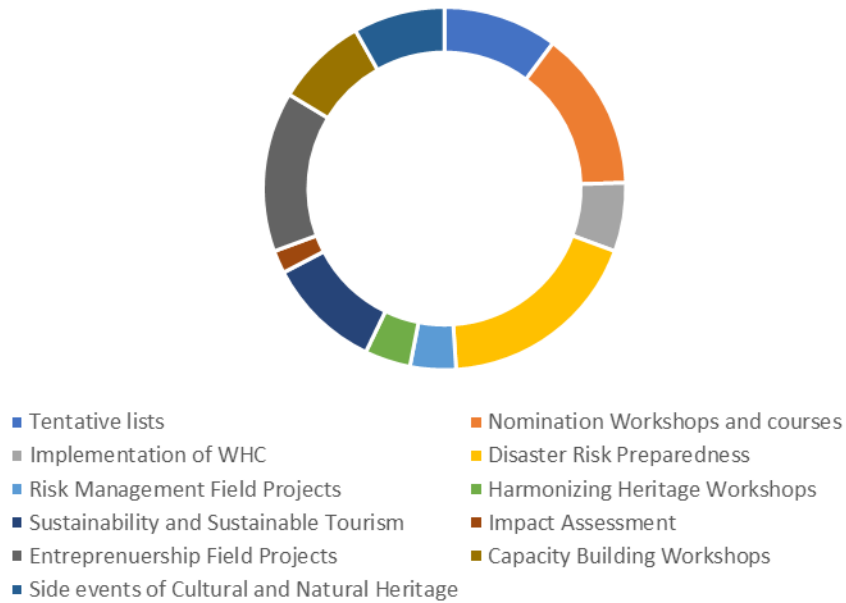 Tentative lists
Nomination Workshops and courses
Implementation of WHC
Disaster Risk Preparedness
Risk Management Field Projects
Harmonizing Heritage Workshops
Sustainability and Sustainable Tourism
Impact Assessment
Entreprenuership Field Projects
Capacity Building Workshops
Side events of Cultural and Natural Heritage